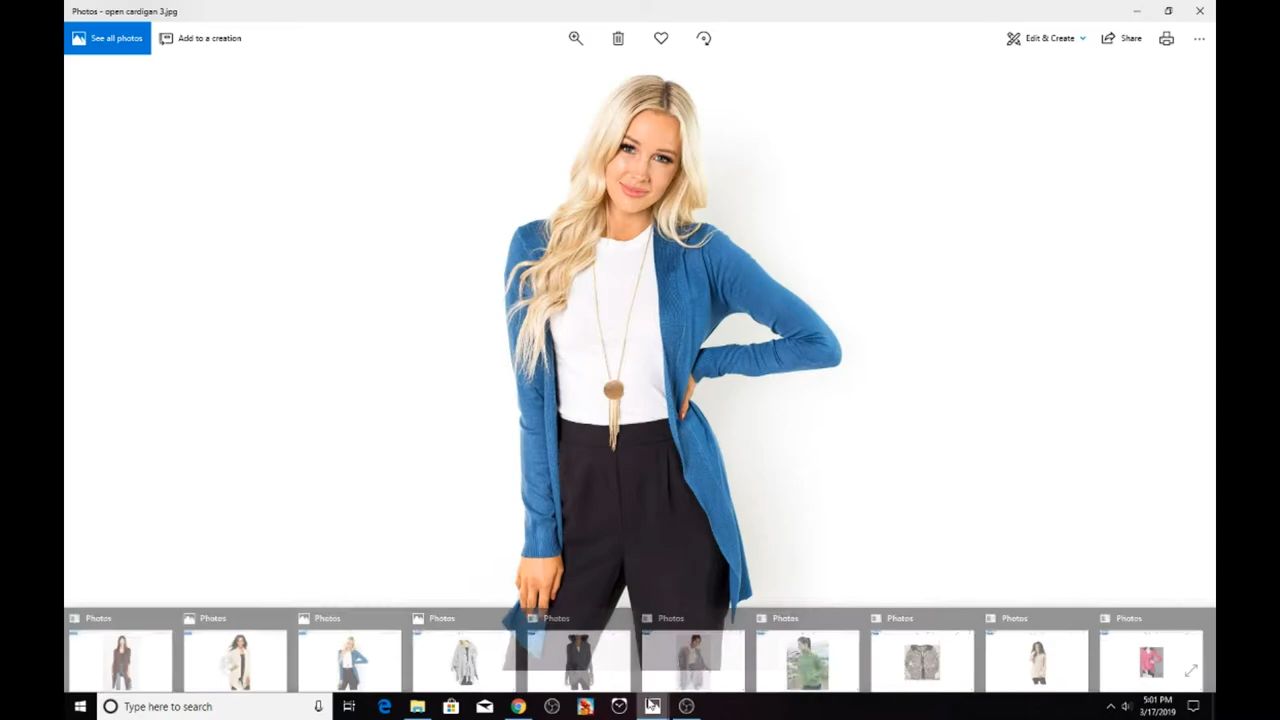 Photos - open cardigan 3.jpg
See all photos
Add to a creation
Edit & Create
Share
Photos
Photos
Photos
Photos
Photos
Photos
Photos
Photos
Photos
Photos
Type here to search
5:01 PM
3/17/2019